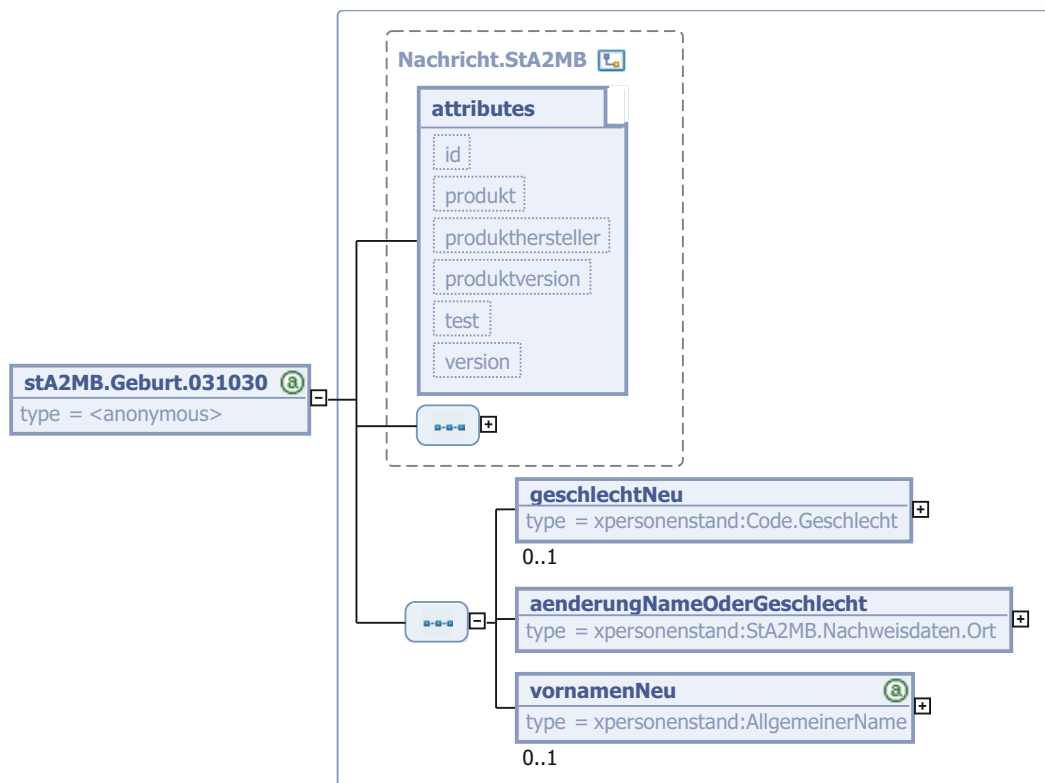 Nachricht.StA2MB
attributes
id
produkt
produkthersteller
produktversion
test
version
stA2MB.Geburt.031030 a
type = <anonymous>
geschlechtNeu
type = xpersonenstand:Code.Geschlecht
0..1
aenderungNameOderGeschlecht
type = xpersonenstand:StA2MB.Nachweisdaten.Ort
vornamenNeu a
type = xpersonenstand:AllgemeinerName
0..1